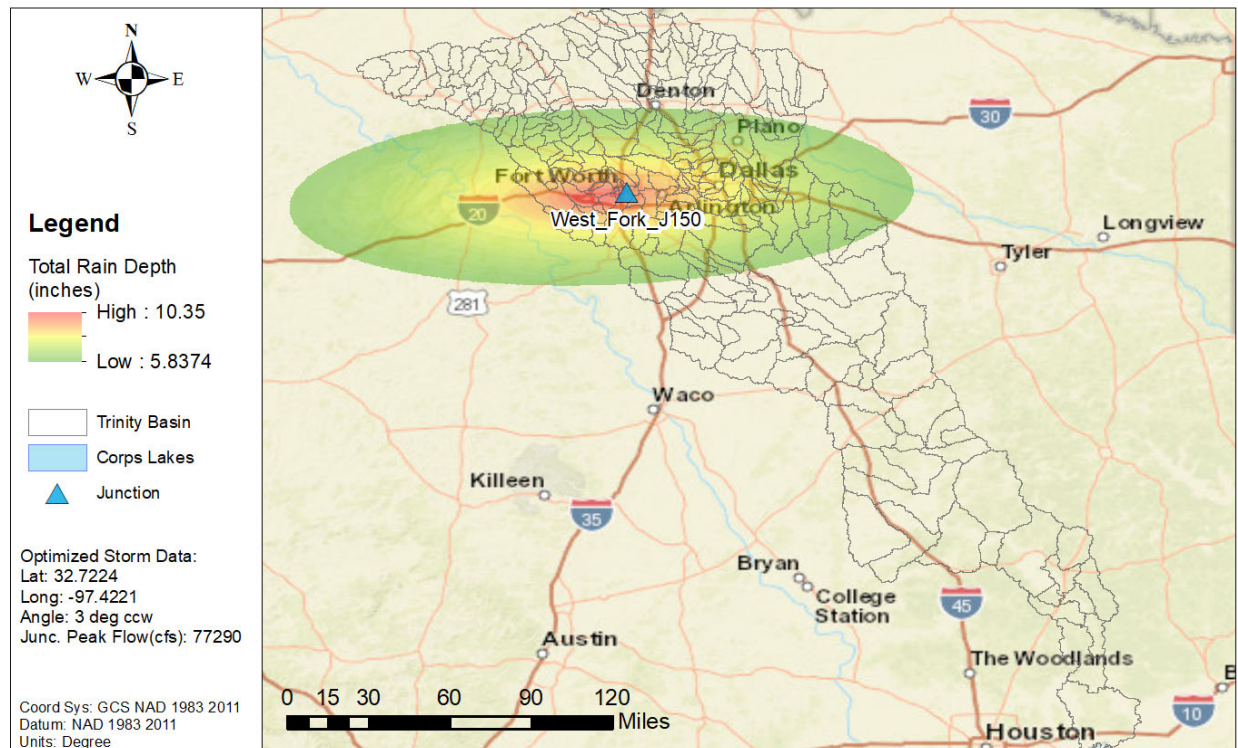 N
W
E
S
Legend
Total Rain Depth
(inches)
High : 10.35
Low : 5.8374
Trinity Basin
Corps Lakes
Junction
Optimized Storm Data:
Lat: 32.7224
Long: -97.4221
Angle: 3 deg ccw
Junc. Peak Flow(cfs): 77290
Coord Sys: GCS NAD 1983 2011
Datum: NAD 1983 2011
Units: Degree
Denton
30
Plano
Dallas
Fort Worth
20
Arlington
West_Fork_J150
Longview
Tyler
281
Waco
Killeen
35
Bryan
College
Station
45
Austin
The Woodlands
B
10
Houston
0 15 30 60 90 120
Miles